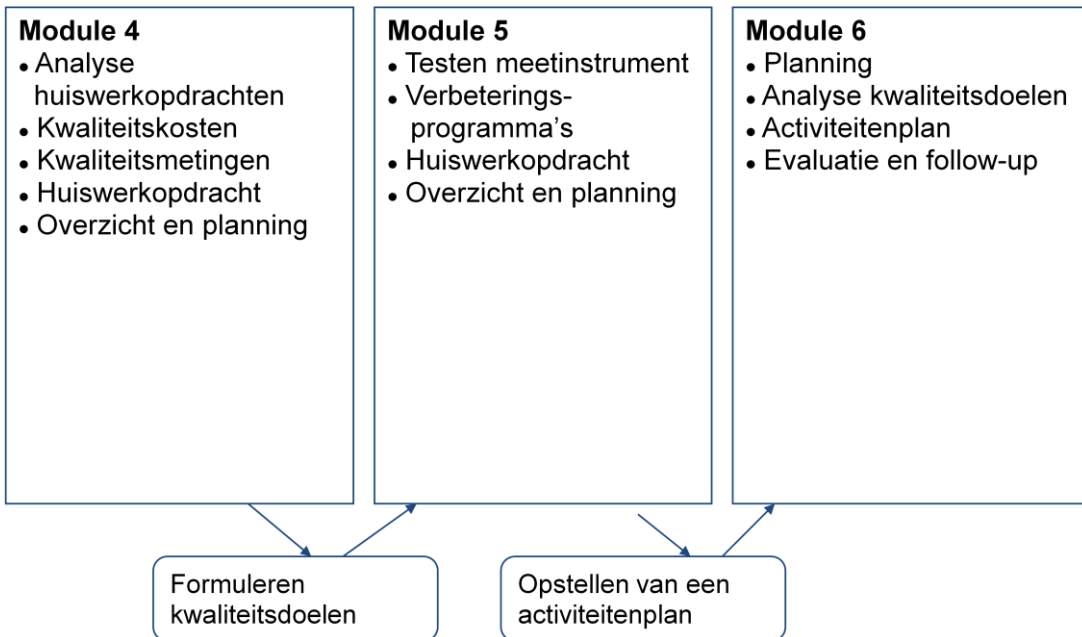 Module 4
• Analyse
huiswerkopdrachten
• Kwaliteitskosten
• Kwaliteitsmetingen
• Huiswerkopdracht
• Overzicht en planning
Module 5
• Testen meetinstrument
• Verbeterings-
programma's
• Huiswerkopdracht
• Overzicht en planning
Module 6
• Planning
• Analyse kwaliteitsdoelen
• Activiteitenplan
• Evaluatie en follow-up
Formuleren
kwaliteitsdoelen
Opstellen van een
activiteitenplan